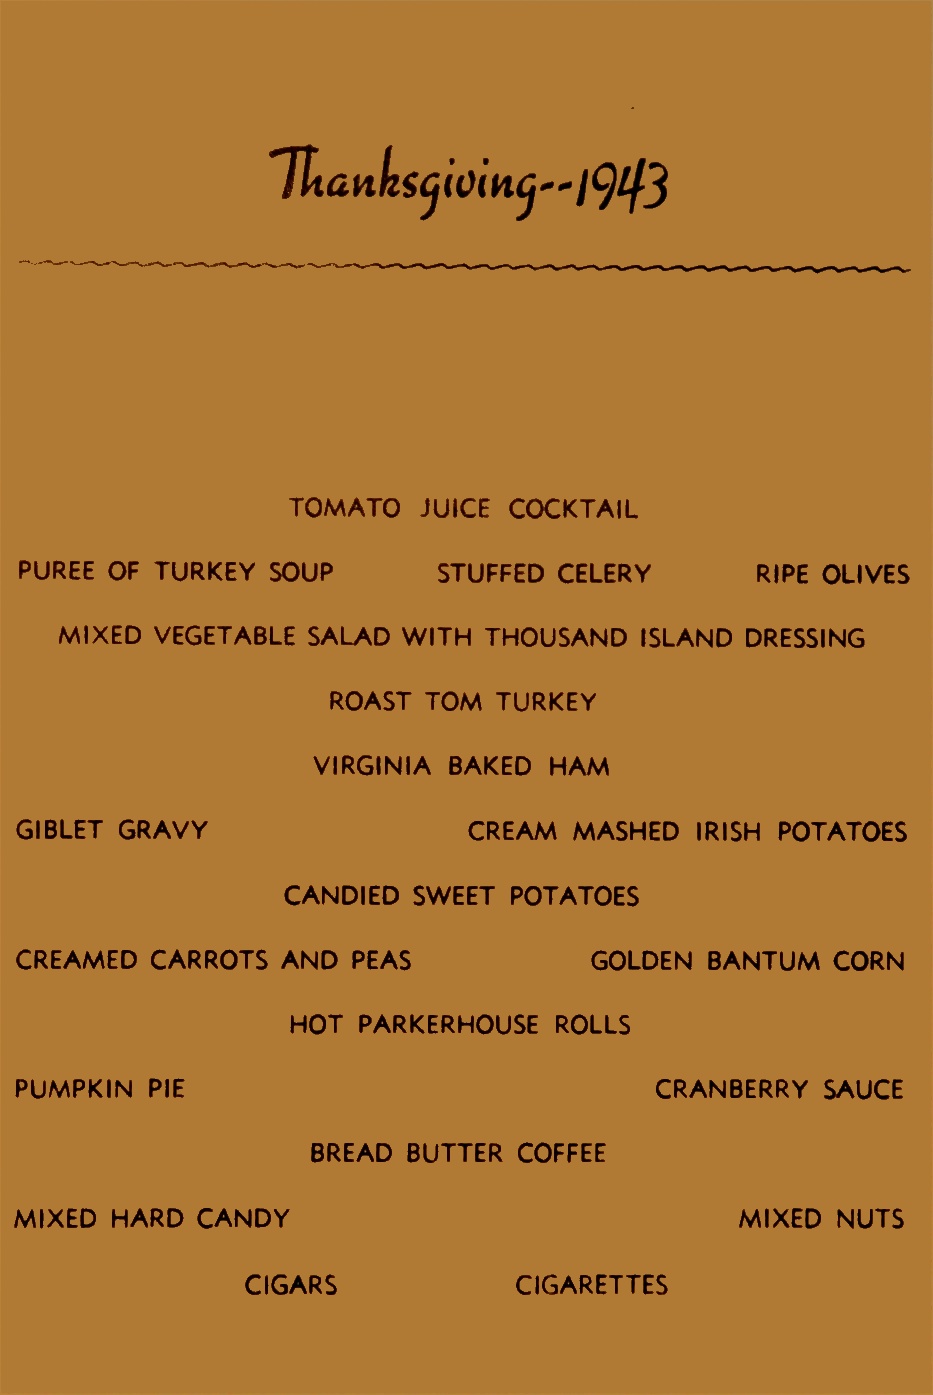 Thanksgiving--1943
TOMATO JUICE COCKTAIL
PUREE OF TURKEY SOUP STUFFED CELERY RIPE OLIVES
MIXED VEGETABLE SALAD WITH THOUSAND ISLAND DRESSING
ROAST TOM TURKEY
VIRGINIA BAKED HAM
GIBLET GRAVY CREAM MASHED IRISH POTATOES
CANDIED SWEET POTATOES
CREAMED CARROTS AND PEAS GOLDEN BANTUM CORN
HOT PARKERHOUSE ROLLS
PUMPKIN PIE CRANBERRY SAUCE
BREAD BUTTER COFFEE
MIXED HARD CANDY MIXED NUTS
CIGARS CIGARETTES